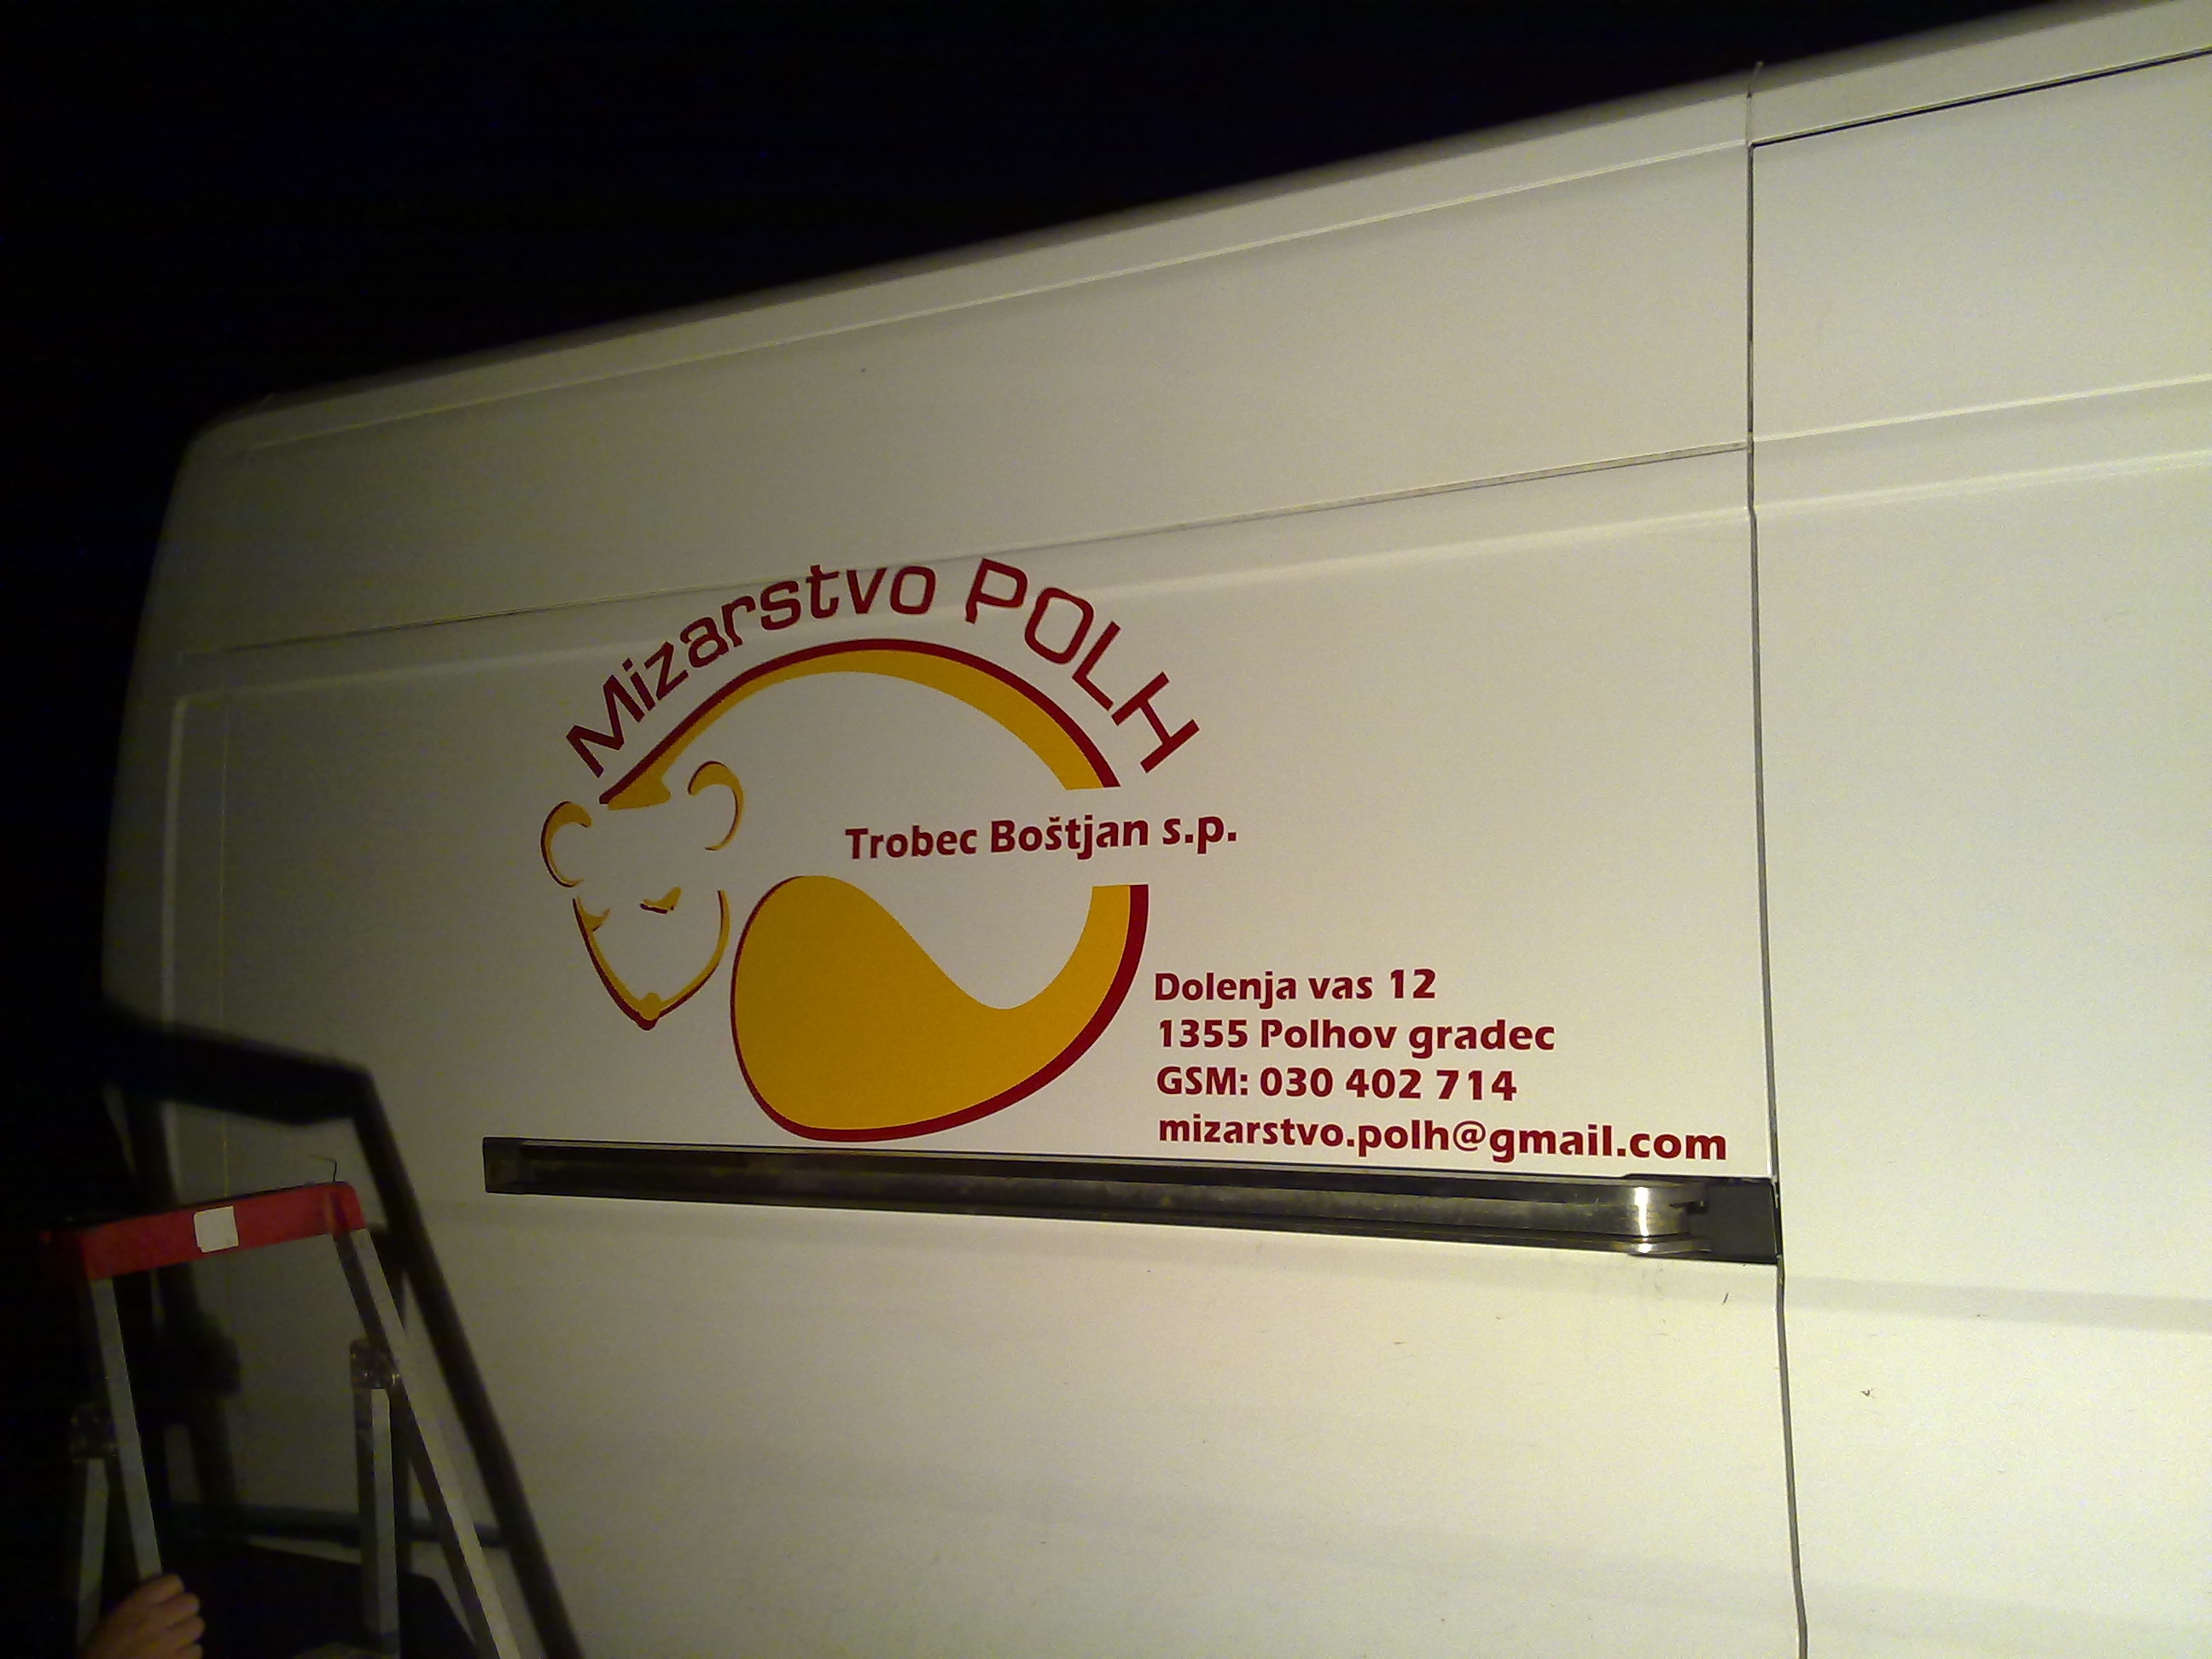 Mizarstvo POLH
Trobec Boštjan s.p.
Dolenja vas 12
1355 Polhov gradec
GSM: 030 402 714
mizarstvo.polh@gmail.com